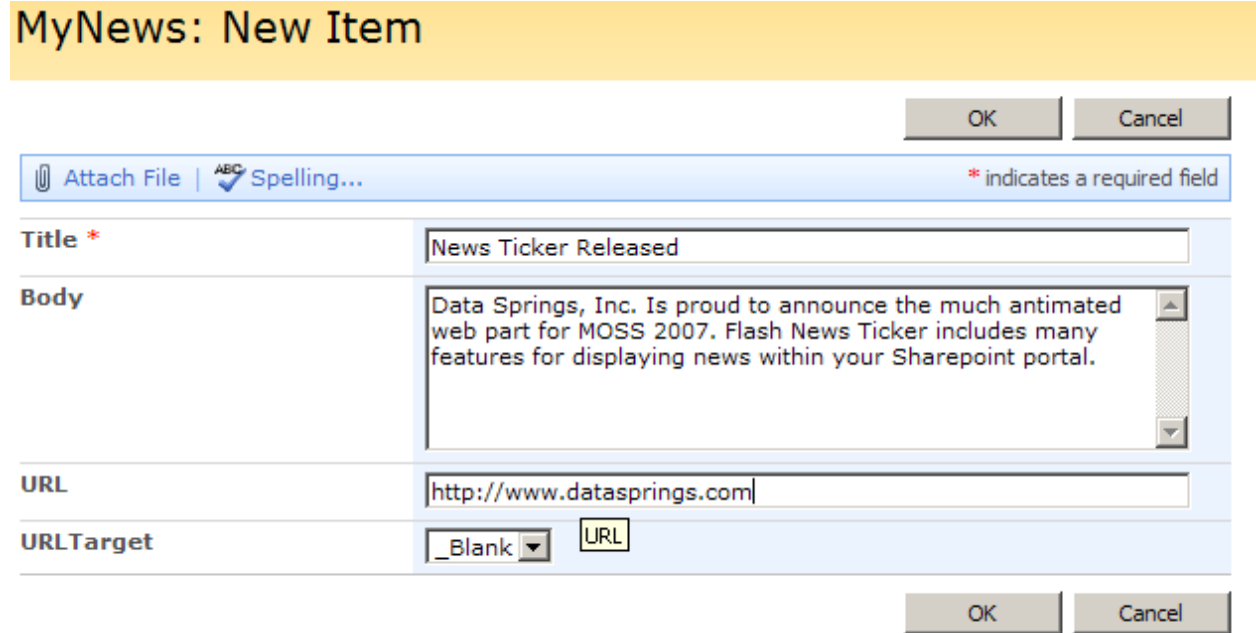 MyNews: New Item
OK Cancel
Attach File | ABC Spelling... * indicates a required field
Title * News Ticker Released
Body
Data Springs, Inc. Is proud to announce the much antimated
web part for MOSS 2007. Flash News Ticker includes many
features for displaying news within your Sharepoint portal.
URL http://www.datasprings.com
URLTarget _Blank URL
OK Cancel